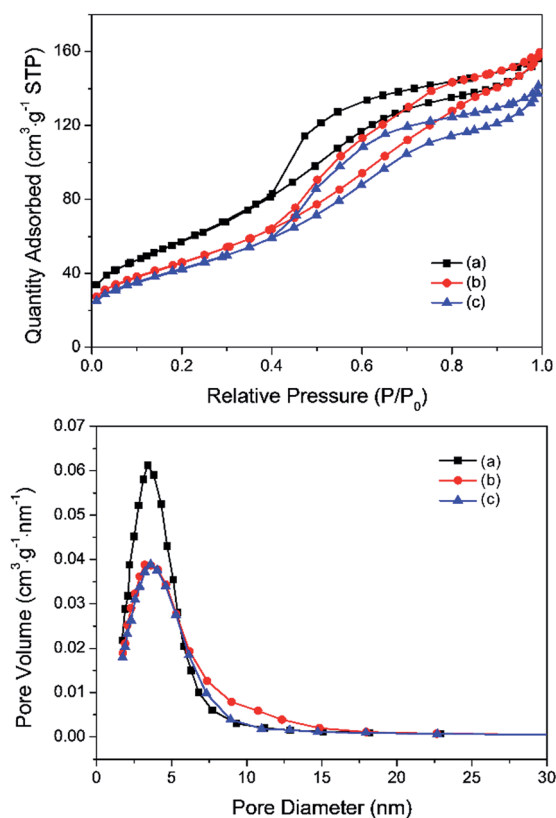 Quantity Adsorbed (cm³·g⁻¹ STP)
160
120
80
40
0
(a)
(b)
(c)
0.0 0.2 0.4 0.6 0.8 1.0
Relative Pressure (P/P₀)
Pore Volume (cm³·g⁻¹·nm⁻¹)
0.07
0.06
0.05
0.04
0.03
0.02
0.01
0.00
(a)
(b)
(c)
0 5 10 15 20 25 30
Pore Diameter (nm)